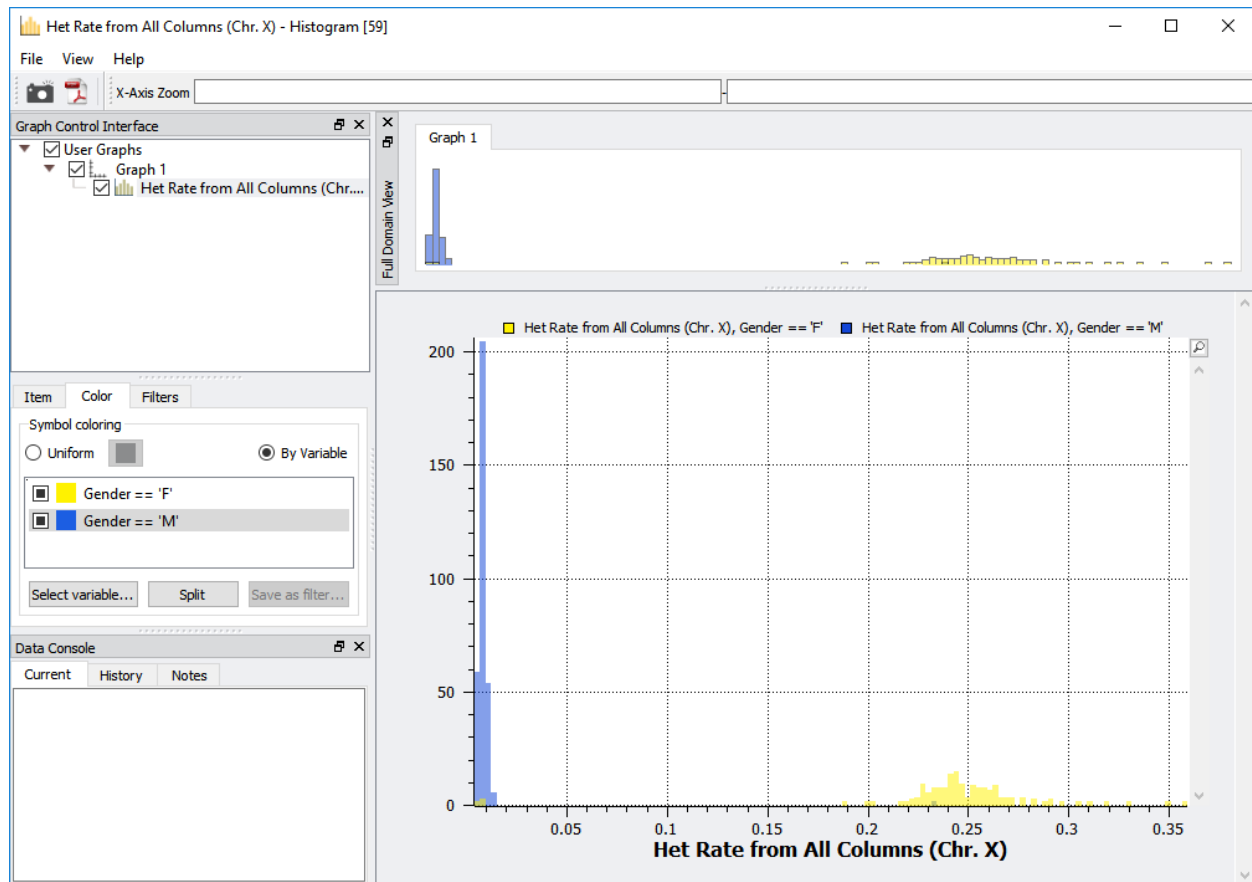 Het Rate from All Columns (Chr. X) - Histogram [59]
File View Help
X-Axis Zoom -
Graph Control Interface
User Graphs
Graph 1
Het Rate from All Columns (Chr....
Item Color Filters
Symbol coloring
Uniform By Variable
Gender == 'F'
Gender == 'M'
Select variable... Split Save as filter...
Data Console
Current History Notes
Full Domain View
Graph 1
Het Rate from All Columns (Chr. X), Gender == 'F' Het Rate from All Columns (Chr. X), Gender == 'M'
200
150
100
50
0
0.05 0.1 0.15 0.2 0.25 0.3 0.35
Het Rate from All Columns (Chr. X)